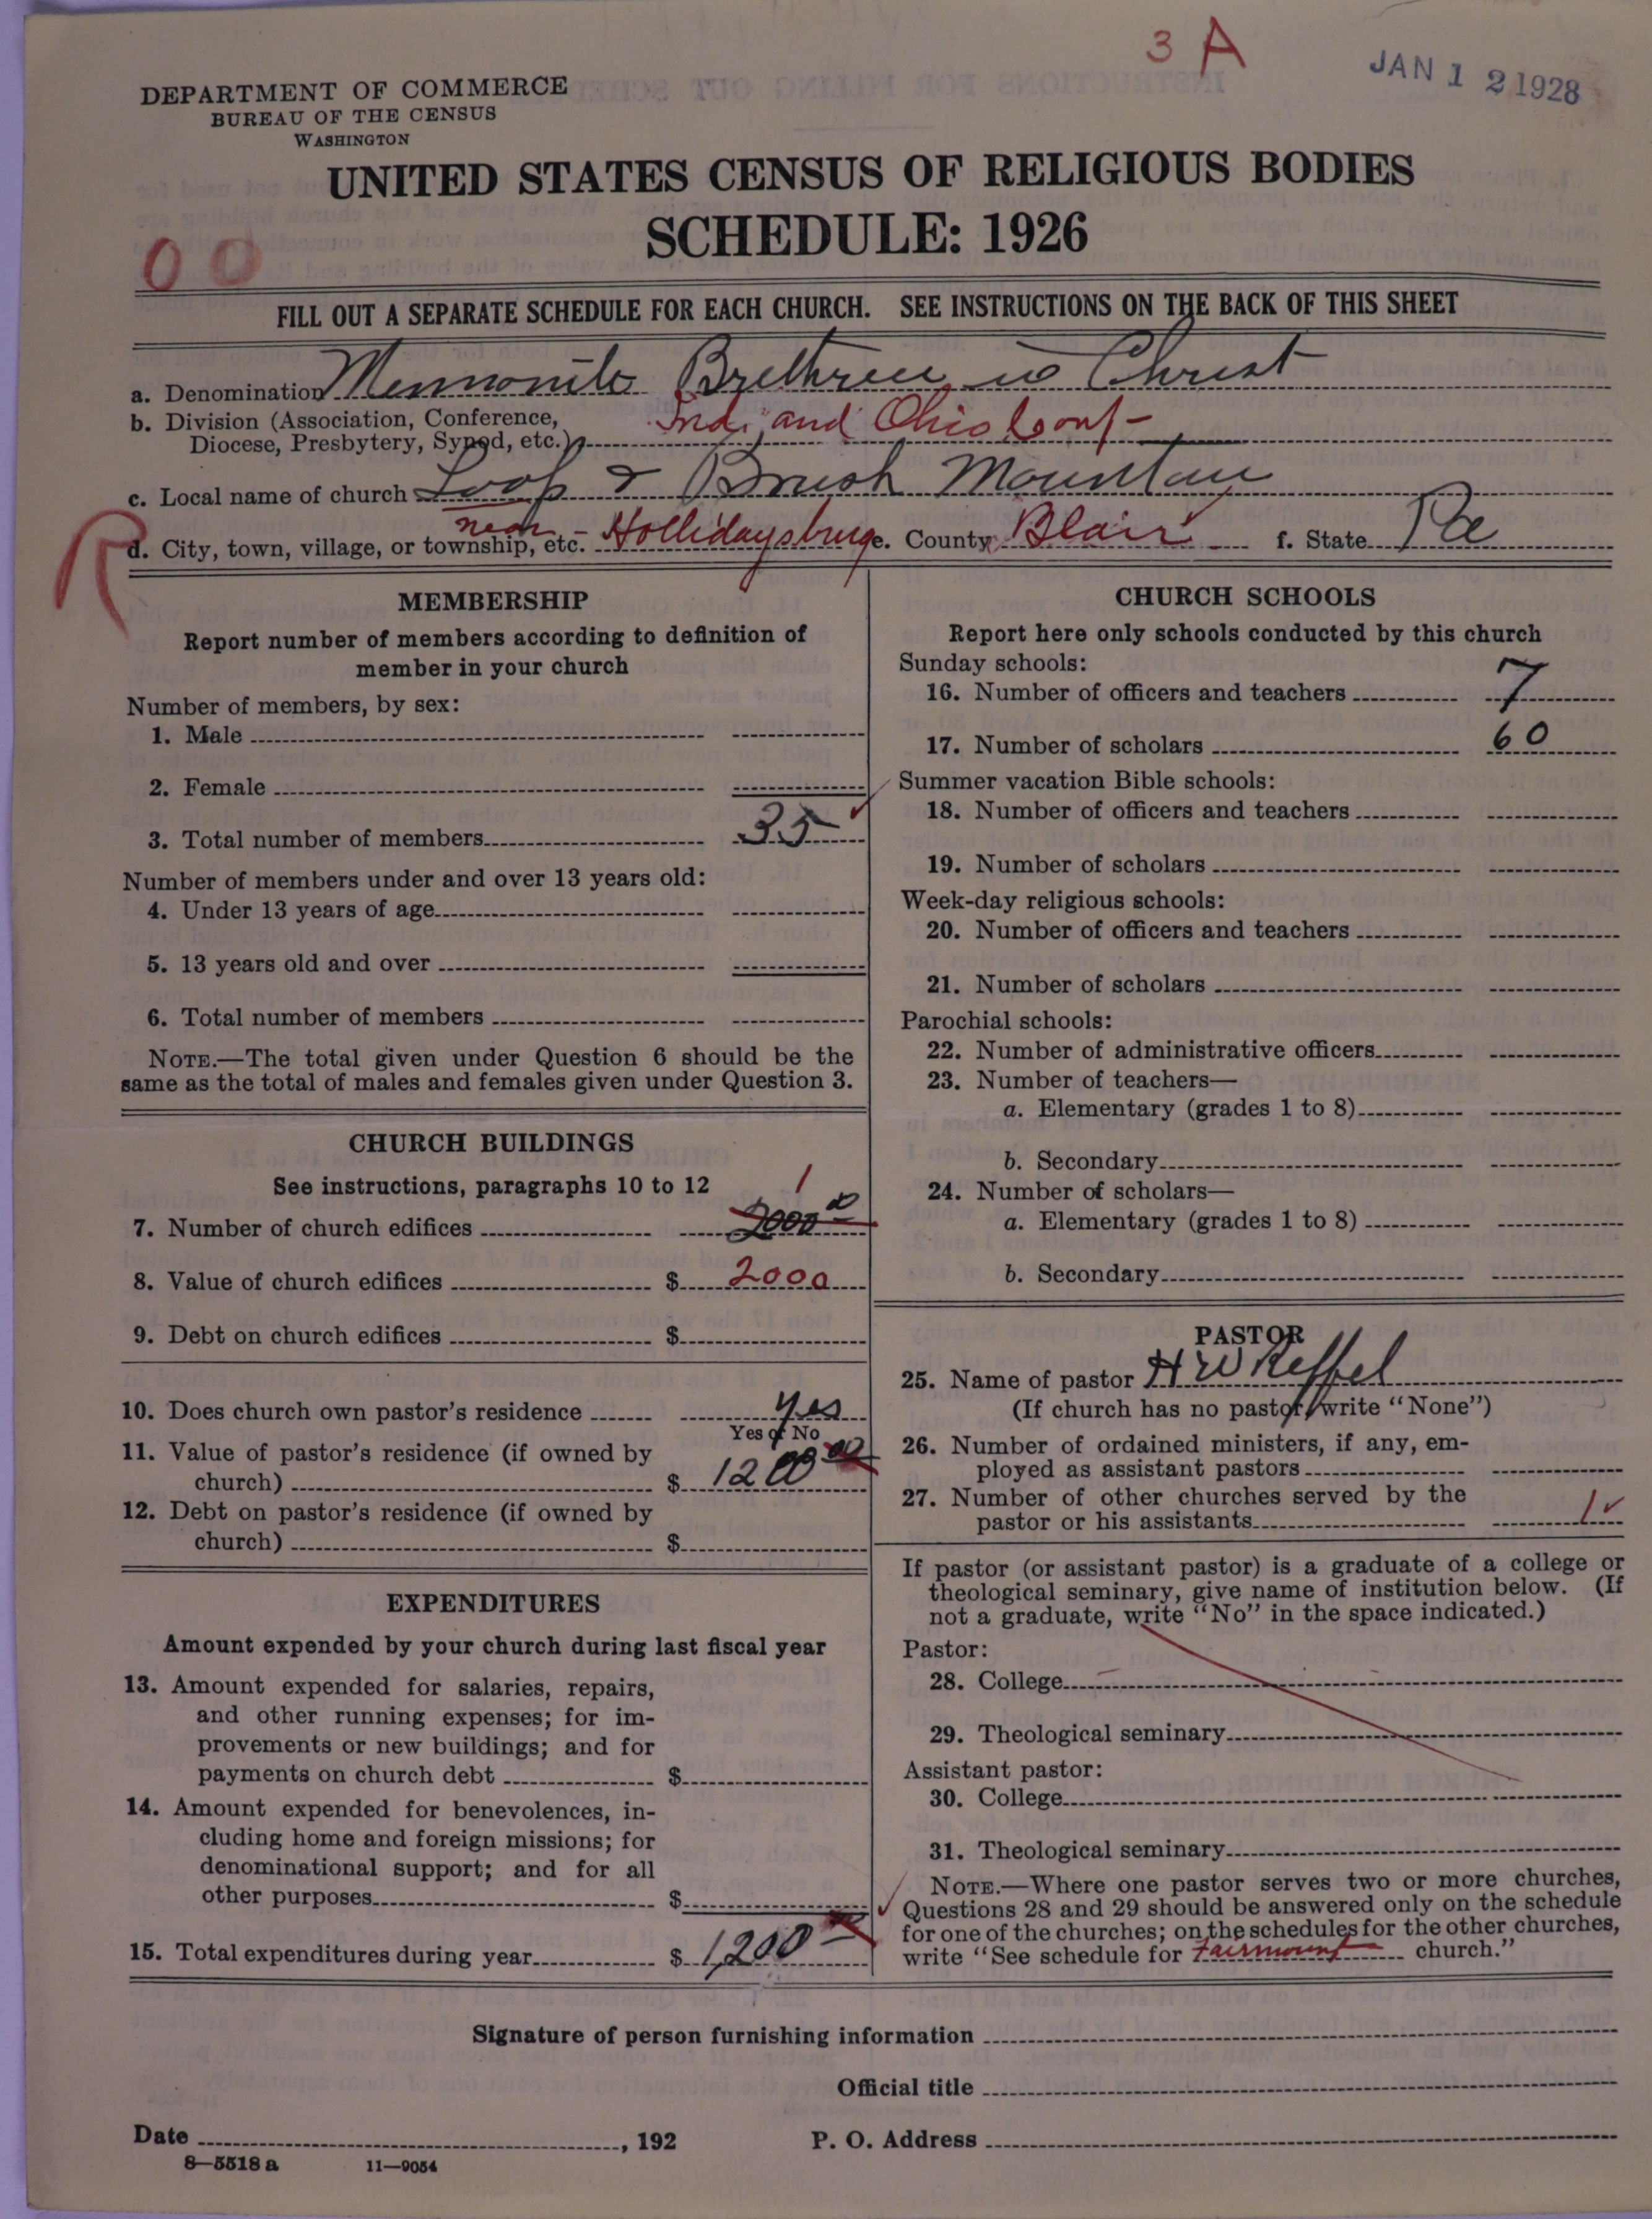 3 A
JAN 12 1928
DEPARTMENT OF COMMERCE
BUREAU OF THE CENSUS
WASHINGTON
UNITED STATES CENSUS OF RELIGIOUS BODIES
SCHEDULE: 1926
00
FILL OUT A SEPARATE SCHEDULE FOR EACH CHURCH. SEE INSTRUCTIONS ON THE BACK OF THIS SHEET
a. Denomination Mennonite Brethren in Christ
b. Division (Association, Conference, Diocese, Presbytery, Synod, etc.) Ind. and Ohio Conf-
c. Local name of church Loop & Brush Mountain
R
d. City, town, village, or township, etc. near - Hollidaysburg e. County Blair f. State Pa
MEMBERSHIP
Report number of members according to definition of
member in your church
Number of members, by sex:
1. Male
2. Female
3. Total number of members 35
Number of members under and over 13 years old:
4. Under 13 years of age
5. 13 years old and over
6. Total number of members
NOTE.—The total given under Question 6 should be the
same as the total of males and females given under Question 3.
CHURCH BUILDINGS
See instructions, paragraphs 10 to 12
7. Number of church edifices 2000 00 1
8. Value of church edifices $ 2000
9. Debt on church edifices $
10. Does church own pastor's residence yes
Yes or No
11. Value of pastor's residence (if owned by
church) $ 1200 00
12. Debt on pastor's residence (if owned by
church) $
EXPENDITURES
Amount expended by your church during last fiscal year
13. Amount expended for salaries, repairs,
and other running expenses; for im-
provements or new buildings; and for
payments on church debt $
14. Amount expended for benevolences, in-
cluding home and foreign missions; for
denominational support; and for all
other purposes $
15. Total expenditures during year $ 1,200 00
CHURCH SCHOOLS
Report here only schools conducted by this church
Sunday schools:
16. Number of officers and teachers 7
17. Number of scholars 60
Summer vacation Bible schools:
18. Number of officers and teachers
19. Number of scholars
Week-day religious schools:
20. Number of officers and teachers
21. Number of scholars
Parochial schools:
22. Number of administrative officers
23. Number of teachers—
a. Elementary (grades 1 to 8)
b. Secondary
24. Number of scholars—
a. Elementary (grades 1 to 8)
b. Secondary
PASTOR
25. Name of pastor H W Reffel
(If church has no pastor, write "None")
26. Number of ordained ministers, if any, em-
ployed as assistant pastors
27. Number of other churches served by the
pastor or his assistants 1
If pastor (or assistant pastor) is a graduate of a college or
theological seminary, give name of institution below. (If
not a graduate, write "No" in the space indicated.)
Pastor:
28. College
29. Theological seminary
Assistant pastor:
30. College
31. Theological seminary
NOTE.—Where one pastor serves two or more churches,
Questions 28 and 29 should be answered only on the schedule
for one of the churches; on the schedules for the other churches,
write "See schedule for Fairmount church."
Signature of person furnishing information
Official title
Date , 192 P. O. Address
8—5518 a 11—9054